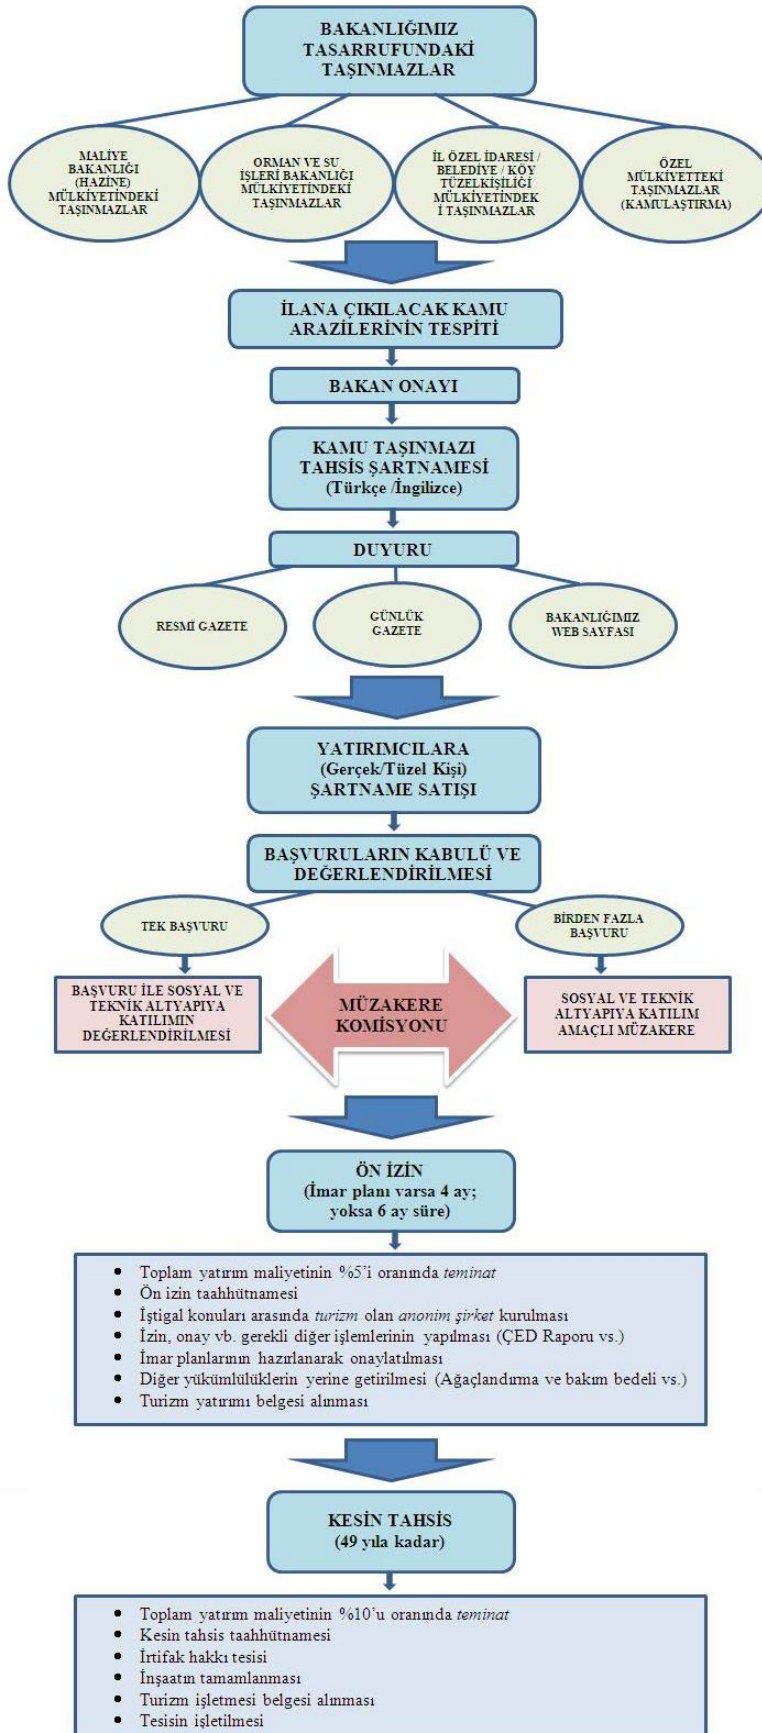 BAKANLIĞIMIZ
TASARRUFUNDAKİ
TAŞINMAZLAR
MALİYE
BAKANLIĞI
(HAZİNE)
MÜLKİYETİNDEKİ
TAŞINMAZLAR
ORMAN VE SU
İŞLERİ BAKANLIĞI
MÜLKİYETİNDEKİ
TAŞINMAZLAR
İL ÖZEL İDARESİ /
BELEDİYE / KÖY
TÜZELKİŞİLİĞİ
MÜLKİYETİNDEK
İ TAŞINMAZLAR
ÖZEL
MÜLKİYETTEKİ
TAŞINMAZLAR
(KAMULAŞTIRMA)
İLANA ÇIKILACAK KAMU
ARAZİLERİNİN TESPİTİ
BAKAN ONAYI
KAMU TAŞINMAZI
TAHSİS ŞARTNAMESİ
(Türkçe /İngilizce)
DUYURU
RESMİ GAZETE
GÜNLÜK
GAZETE
BAKANLIĞIMIZ
WEB SAYFASI
YATIRIMCILARA
(Gerçek/Tüzel Kişi)
ŞARTNAME SATIŞI
BAŞVURULARIN KABULÜ VE
DEĞERLENDİRİLMESİ
TEK BAŞVURU
BİRDEN FAZLA
BAŞVURU
BAŞVURU İLE SOSYAL VE
TEKNİK ALTYAPIYA
KATILIMIN
DEĞERLENDİRİLMESİ
MÜZAKERE
KOMİSYONU
SOSYAL VE TEKNİK
ALTYAPIYA KATILIM
AMAÇLI MÜZAKERE
ÖN İZİN
(İmar planı varsa 4 ay;
yoksa 6 ay süre)
• Toplam yatırım maliyetinin %5'i oranında teminat
• Ön izin taahhütnamesi
• İştigal konuları arasında turizm olan anonim şirket kurulması
• İzin, onay vb. gerekli diğer işlemlerinin yapılması (ÇED Raporu vs.)
• İmar planlarının hazırlanarak onaylatılması
• Diğer yükümlülüklerin yerine getirilmesi (Ağaçlandırma ve bakım bedeli vs.)
• Turizm yatırımı belgesi alınması
KESİN TAHSİS
(49 yıla kadar)
• Toplam yatırım maliyetinin %10'u oranında teminat
• Kesin tahsis taahhütnamesi
• İrtifak hakkı tesisi
• İnşaatın tamamlanması
• Turizm işletmesi belgesi alınması
• Tesisin işletilmesi